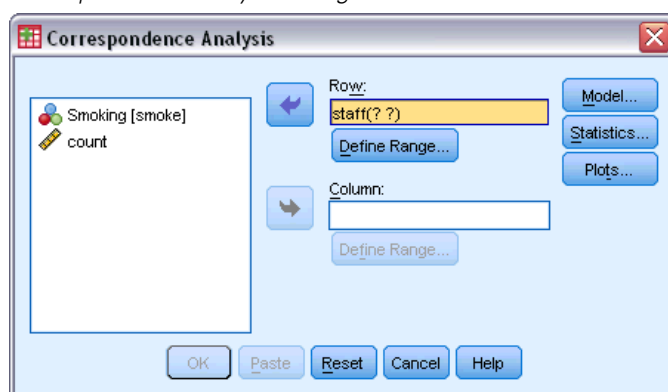 Correspondence Analysis
Smoking [smoke]
count
Row:
staff(? ?)
Define Range...
Column:
Define Range...
Model...
Statistics...
Plots...
OK
Paste
Reset
Cancel
Help